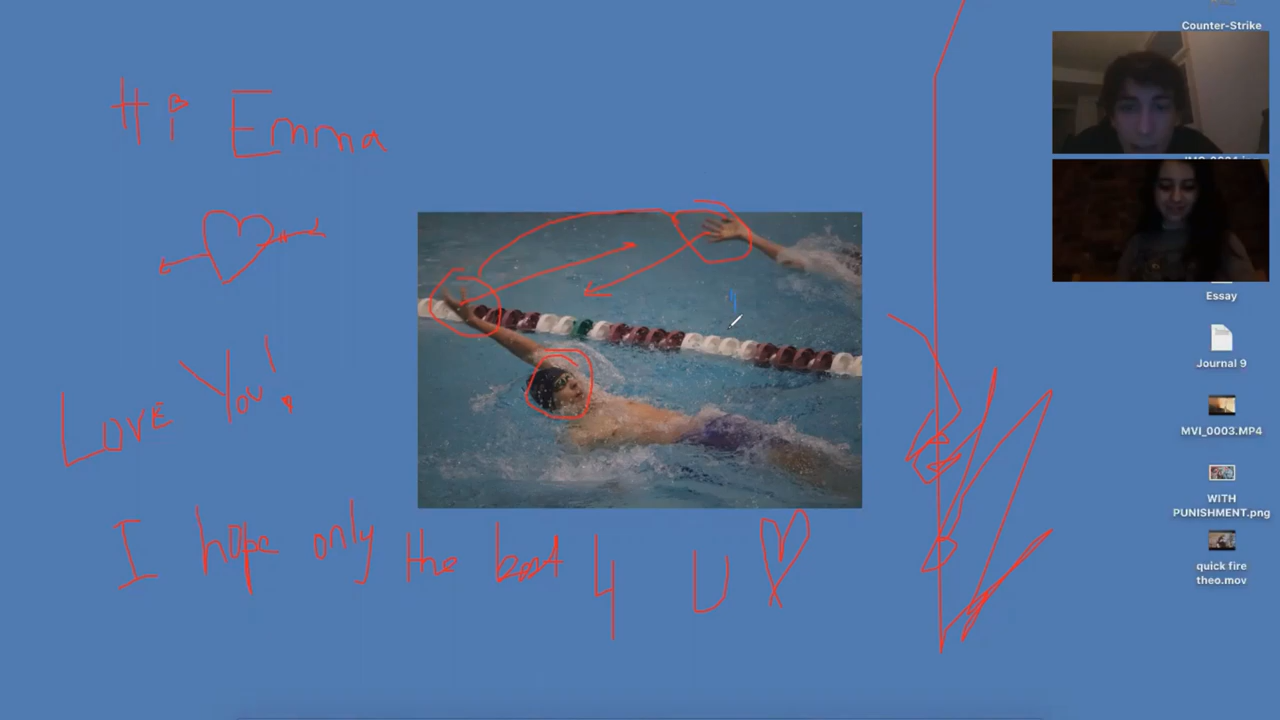 Counter-Strike
Hi Emma
Love You!
I hope only the best 4 U
Essay
Journal 9
MVI_0003.MP4
WITH
PUNISHMENT.png
quick fire
theo.mov